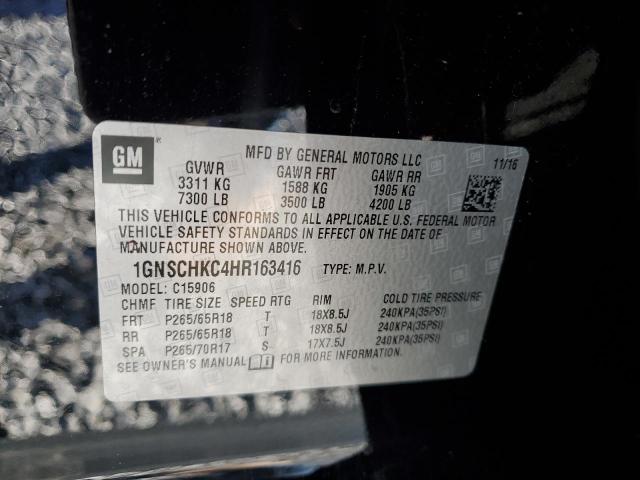 GM
MFD BY GENERAL MOTORS LLC
11/16
GVWR GAWR FRT GAWR RR
3311 KG 1588 KG 1905 KG
7300 LB 3500 LB 4200 LB
THIS VEHICLE CONFORMS TO ALL APPLICABLE U.S. FEDERAL MOTOR
VEHICLE SAFETY STANDARDS IN EFFECT ON THE DATE OF
MANUFACTURE SHOWN ABOVE.
1GNSCHKC4HR163416 TYPE: M.P.V.
MODEL: C15906
CHMF TIRE SIZE SPEED RTG RIM COLD TIRE PRESSURE
FRT P265/65R18 T 18X8.5J 240KPA(35PSI)
RR P265/65R18 T 18X8.5J 240KPA(35PSI)
SPA P265/70R17 S 17X7.5J 240KPA(35PSI)
SEE OWNER'S MANUAL FOR MORE INFORMATION.